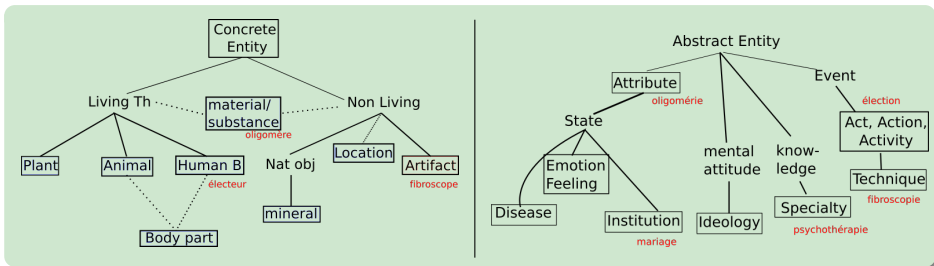 Concrete
Entity
Living Th
material/
substance
oligomère
Non Living
Plant
Animal
Human B
électeur
Nat obj
Location
Artifact
fibroscope
mineral
Body part
Abstract Entity
Attribute
oligomérie
Event
élection
State
Act, Action,
Activity
mental
attitude
know-
ledge
Emotion
Feeling
Technique
fibroscopie
Disease
Institution
mariage
Ideology
Specialty
psychothérapie